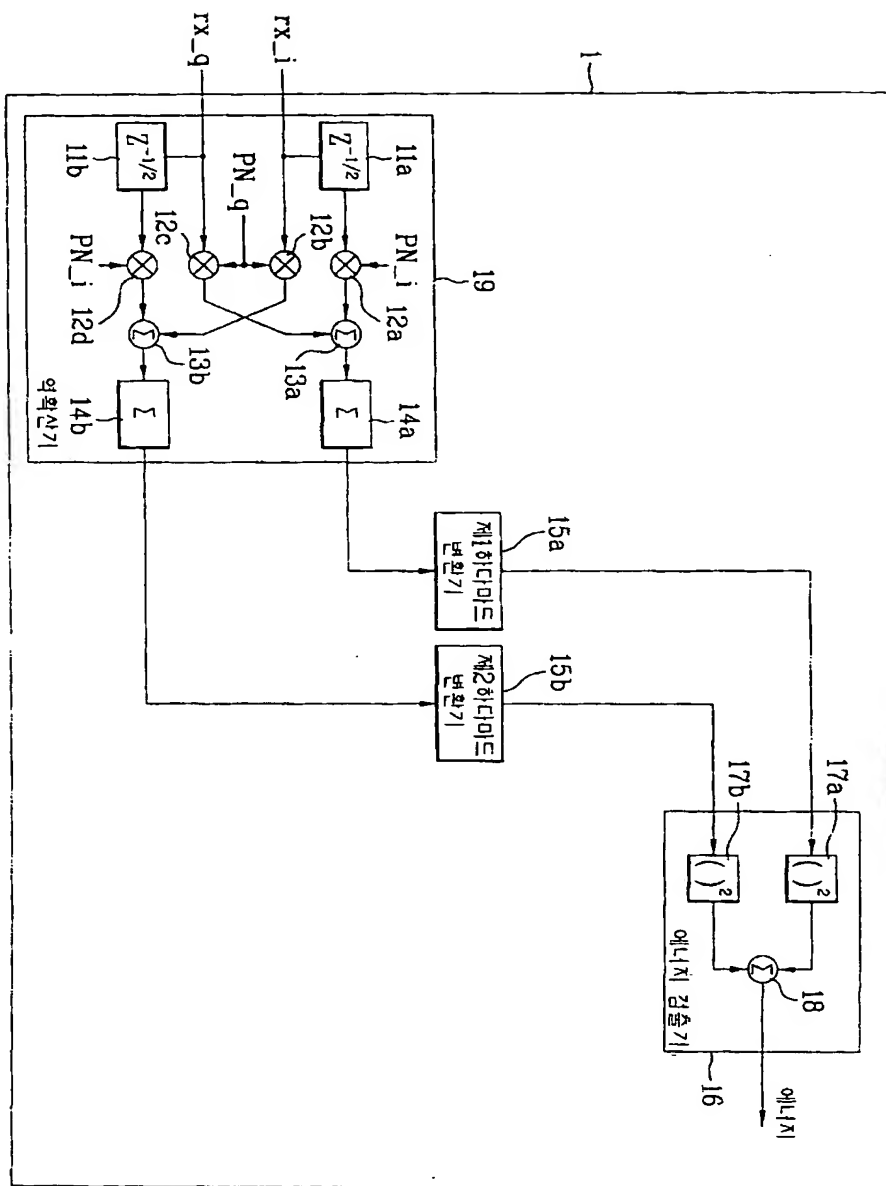 1
rx_q
rx_i
Z⁻¹/²
11b
Z⁻¹/²
11a
PN_q
12c
12b
PN_i
12d
PN_i
12a
19
Σ
13b
Σ
13a
Σ
14b
Σ
14a
역확산기
제1하다마드
변환기
15a
제2하다마드
변환기
15b
( )²
17b
( )²
17a
Σ
18
에너지 검출기
16
에너지